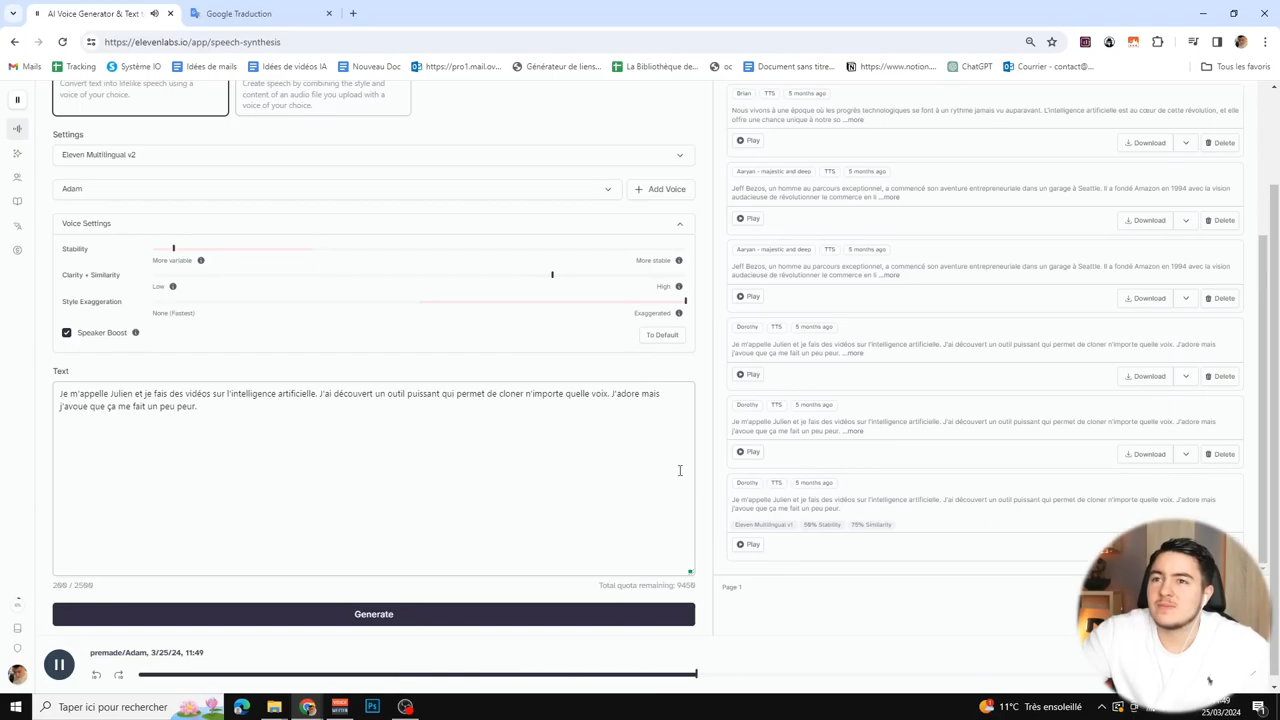 AI Voice Generator & Text t
Google Traduction
https://elevenlabs.io/app/speech-synthesis
Mails
Tracking
Système IO
Idées de mails
Idées de vidéos IA
Nouveau Doc
https://pro1.mail.ov...
Générateur de liens...
La Bibliothèque de...
oc
Document sans titre...
https://www.notion...
ChatGPT
Courrier – contact@...
Tous les favoris
Convert text into lifelike speech using a
voice of your choice.
Create speech by combining the style and
content of an audio file you upload with a
voice of your choice.
Settings
Eleven Multilingual v2
Adam
Add Voice
Voice Settings
Stability
More variable
More stable
Clarity + Similarity
Low
High
Style Exaggeration
None (Fastest)
Exaggerated
Speaker Boost
To Default
Text
Je m'appelle Julien et je fais des vidéos sur l'intelligence artificielle. J'ai découvert un outil puissant qui permet de cloner n'importe quelle voix. J'adore mais
j'avoue que ça me fait un peu peur.
200 / 2500
Total quota remaining: 9450
Generate
Brian TTS 5 months ago
Nous vivons à une époque où les progrès technologiques se font à un rythme jamais vu auparavant. L'intelligence artificielle est au cœur de cette révolution, et elle
offre une chance unique à notre so ...more
Play
Download
Delete
Aaryan - majestic and deep TTS 5 months ago
Jeff Bezos, un homme au parcours exceptionnel, a commencé son aventure entrepreneuriale dans un garage à Seattle. Il a fondé Amazon en 1994 avec la vision
audacieuse de révolutionner le commerce en li ...more
Play
Download
Delete
Aaryan - majestic and deep TTS 5 months ago
Jeff Bezos, un homme au parcours exceptionnel, a commencé son aventure entrepreneuriale dans un garage à Seattle. Il a fondé Amazon en 1994 avec la vision
audacieuse de révolutionner le commerce en li ...more
Play
Download
Delete
Dorothy TTS 5 months ago
Je m'appelle Julien et je fais des vidéos sur l'intelligence artificielle. J'ai découvert un outil puissant qui permet de cloner n'importe quelle voix. J'adore mais
j'avoue que ça me fait un peu peur. ...more
Play
Download
Delete
Dorothy TTS 5 months ago
Je m'appelle Julien et je fais des vidéos sur l'intelligence artificielle. J'ai découvert un outil puissant qui permet de cloner n'importe quelle voix. J'adore mais
j'avoue que ça me fait un peu peur. ...more
Play
Download
Delete
Dorothy TTS 5 months ago
Je m'appelle Julien et je fais des vidéos sur l'intelligence artificielle. J'ai découvert un outil puissant qui permet de cloner n'importe quelle voix. J'adore mais
j'avoue que ça me fait un peu peur.
Eleven Multilingual v1 50% Stability 75% Similarity
Play
Page 1
premade/Adam, 3/25/24, 11:49
Taper ici pour rechercher
11°C Très ensoleillé
25/03/2024